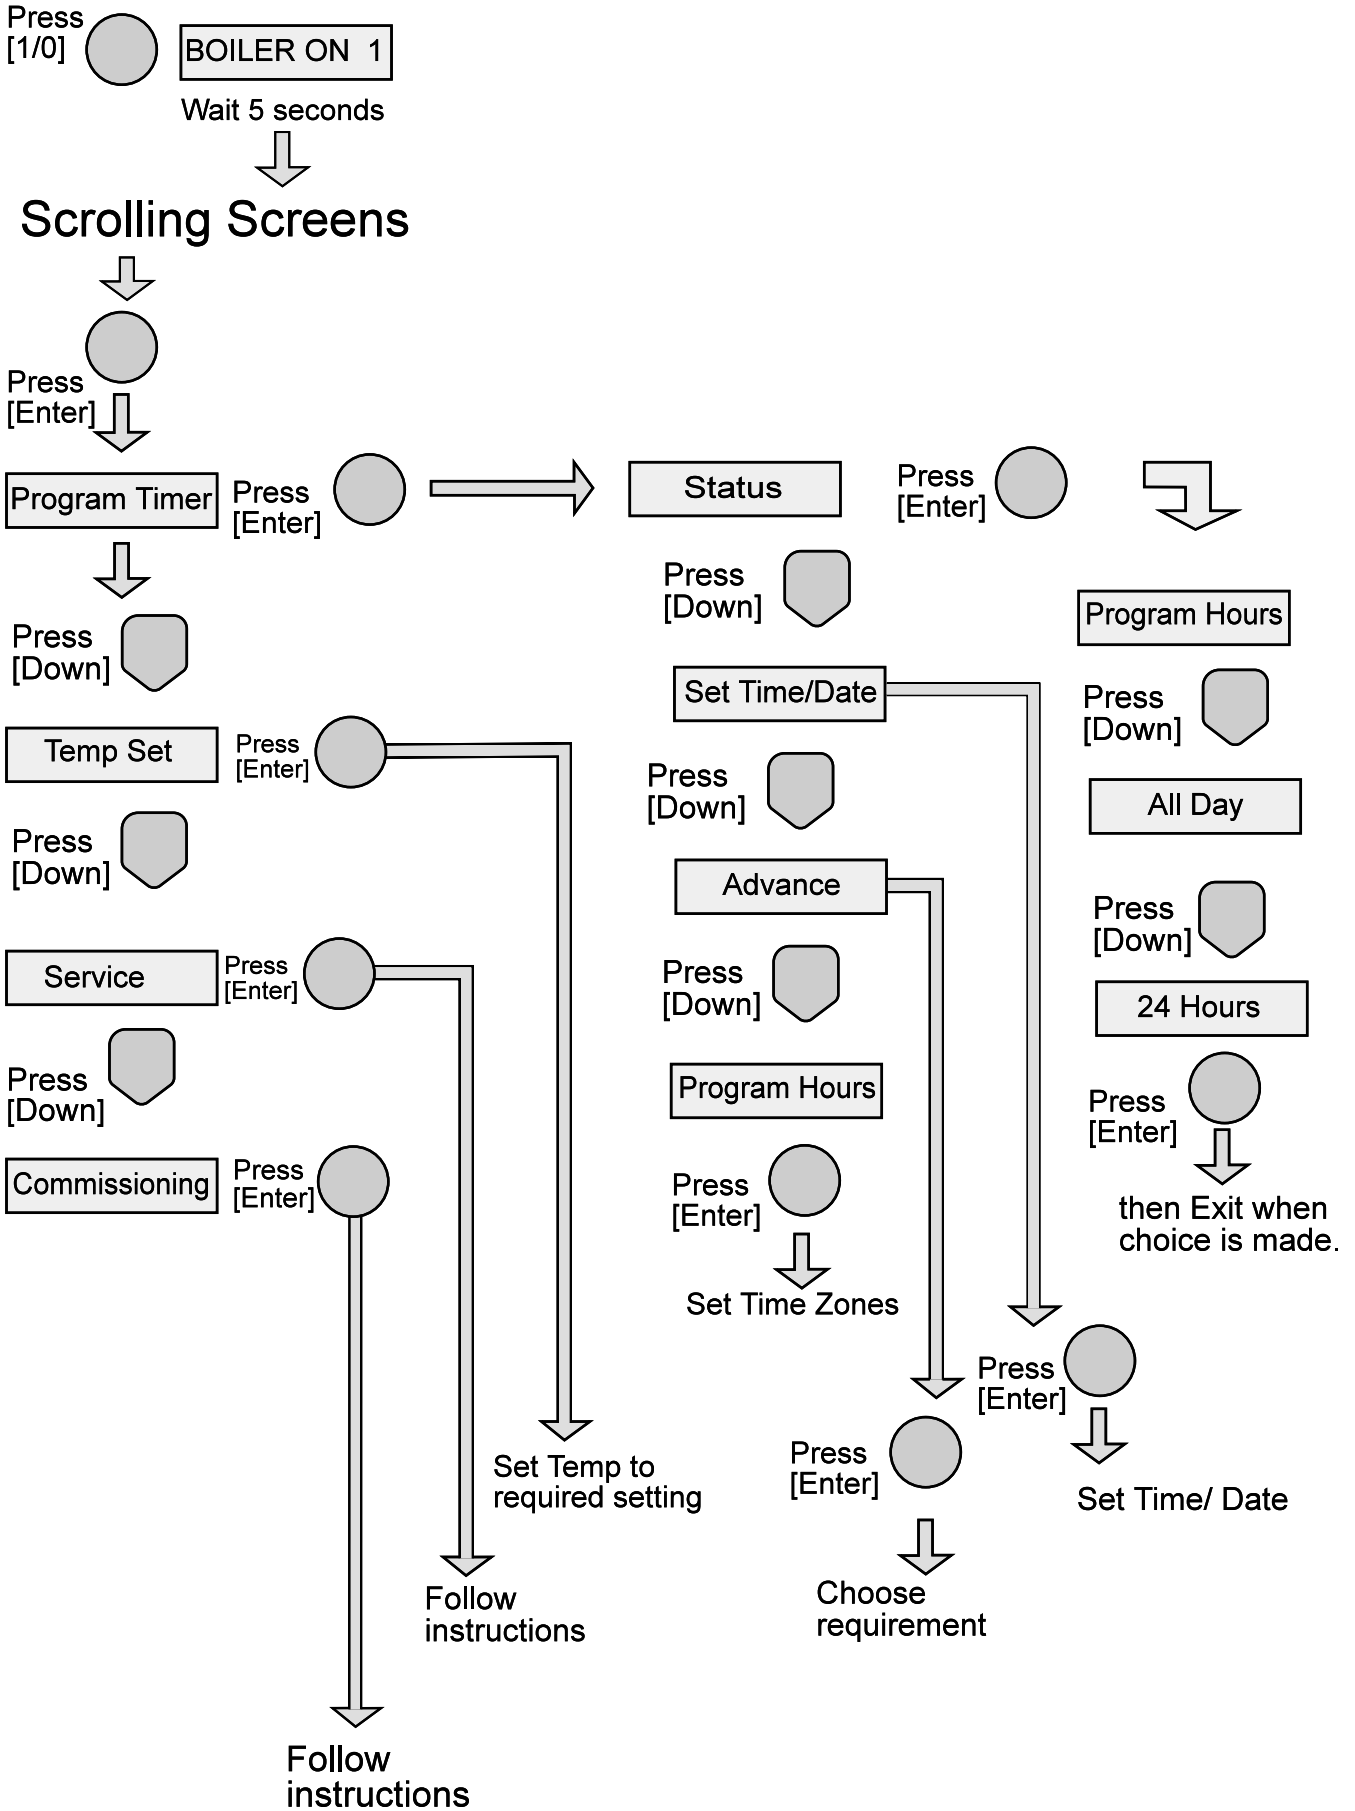 Press
[1/0]
BOILER ON 1
Wait 5 seconds
Scrolling Screens
Press
[Enter]
Program Timer
Press
[Enter]
Press
[Down]
Temp Set
Press
[Enter]
Press
[Down]
Service
Press
[Enter]
Press
[Down]
Commissioning
Press
[Enter]
Follow
instructions
Follow
instructions
Set Temp to
required setting
Status
Press
[Enter]
Press
[Down]
Set Time/Date
Press
[Down]
Advance
Press
[Down]
Program Hours
Press
[Enter]
Set Time Zones
Press
[Enter]
Choose
requirement
Press
[Enter]
Set Time/ Date
Program Hours
Press
[Down]
All Day
Press
[Down]
24 Hours
Press
[Enter]
then Exit when
choice is made.